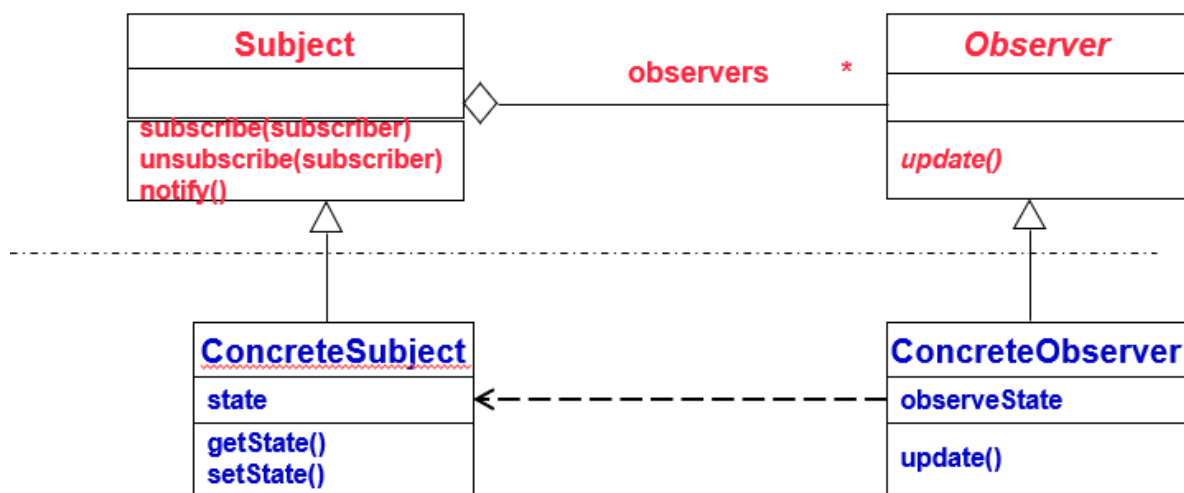 Subject
Observer
observers *
subscribe(subscriber)
unsubscribe(subscriber)
notify()
update()
ConcreteSubject
ConcreteObserver
state
observeState
getState()
setState()
update()